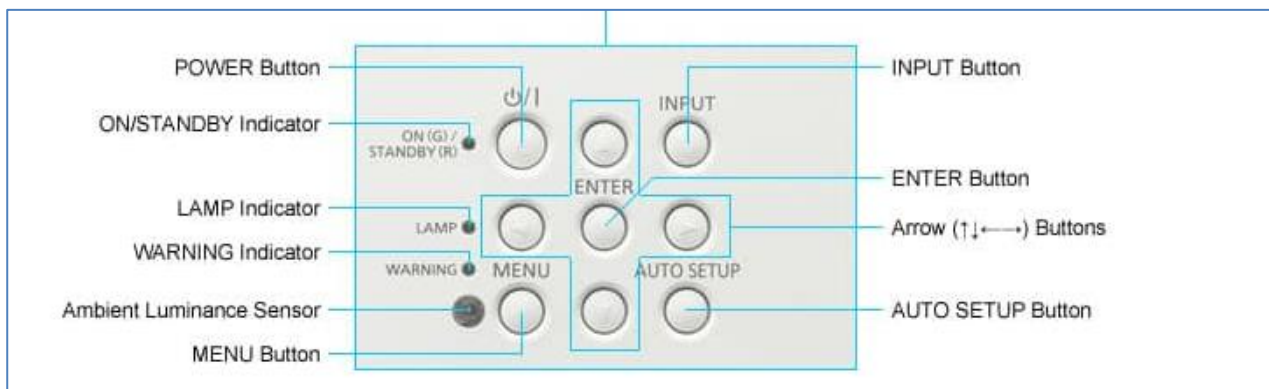 POWER Button
ON/STANDBY Indicator
LAMP Indicator
WARNING Indicator
Ambient Luminance Sensor
MENU Button
⏻/I
INPUT
ON (G) /
STANDBY (R)
ENTER
LAMP
WARNING
MENU
AUTO SETUP
INPUT Button
ENTER Button
Arrow (↑↓←→) Buttons
AUTO SETUP Button